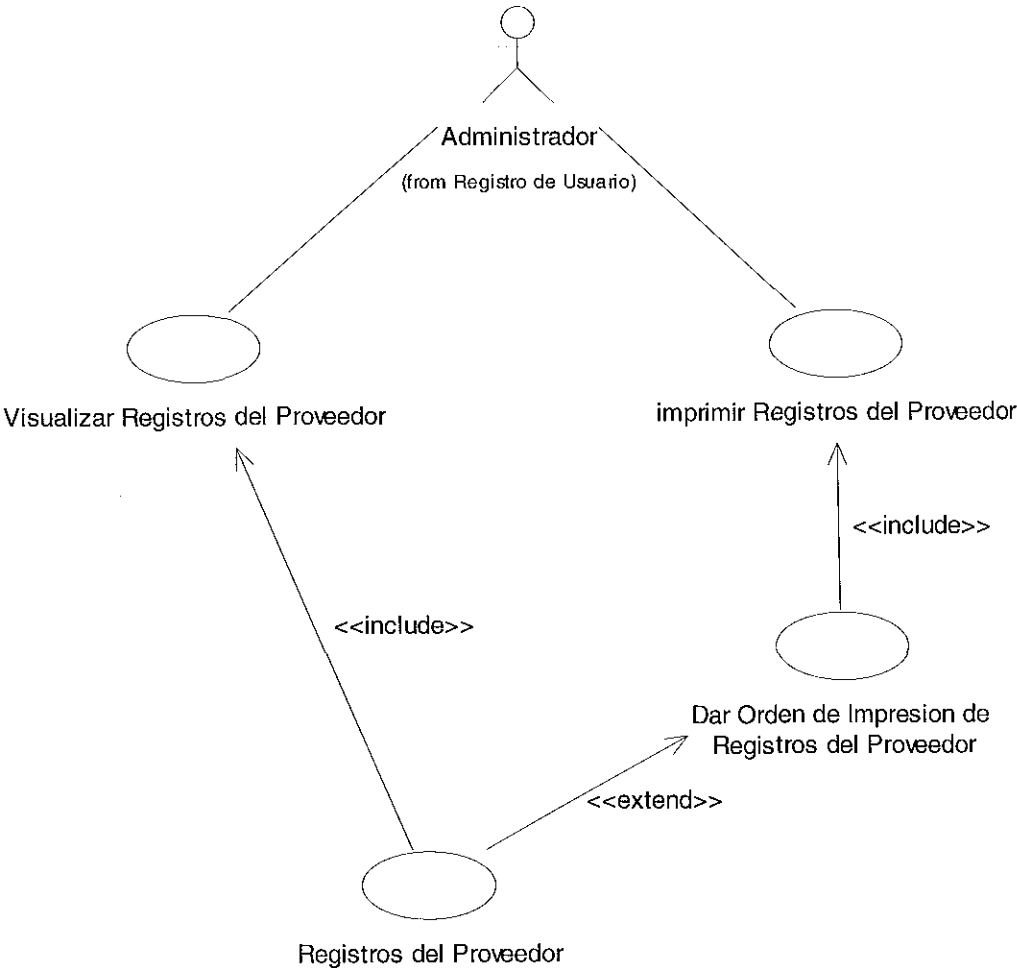 Administrador
(from Registro de Usuario)
Visualizar Registros del Proveedor
imprimir Registros del Proveedor
<<include>>
<<include>>
Dar Orden de Impresion de
Registros del Proveedor
<<extend>>
Registros del Proveedor